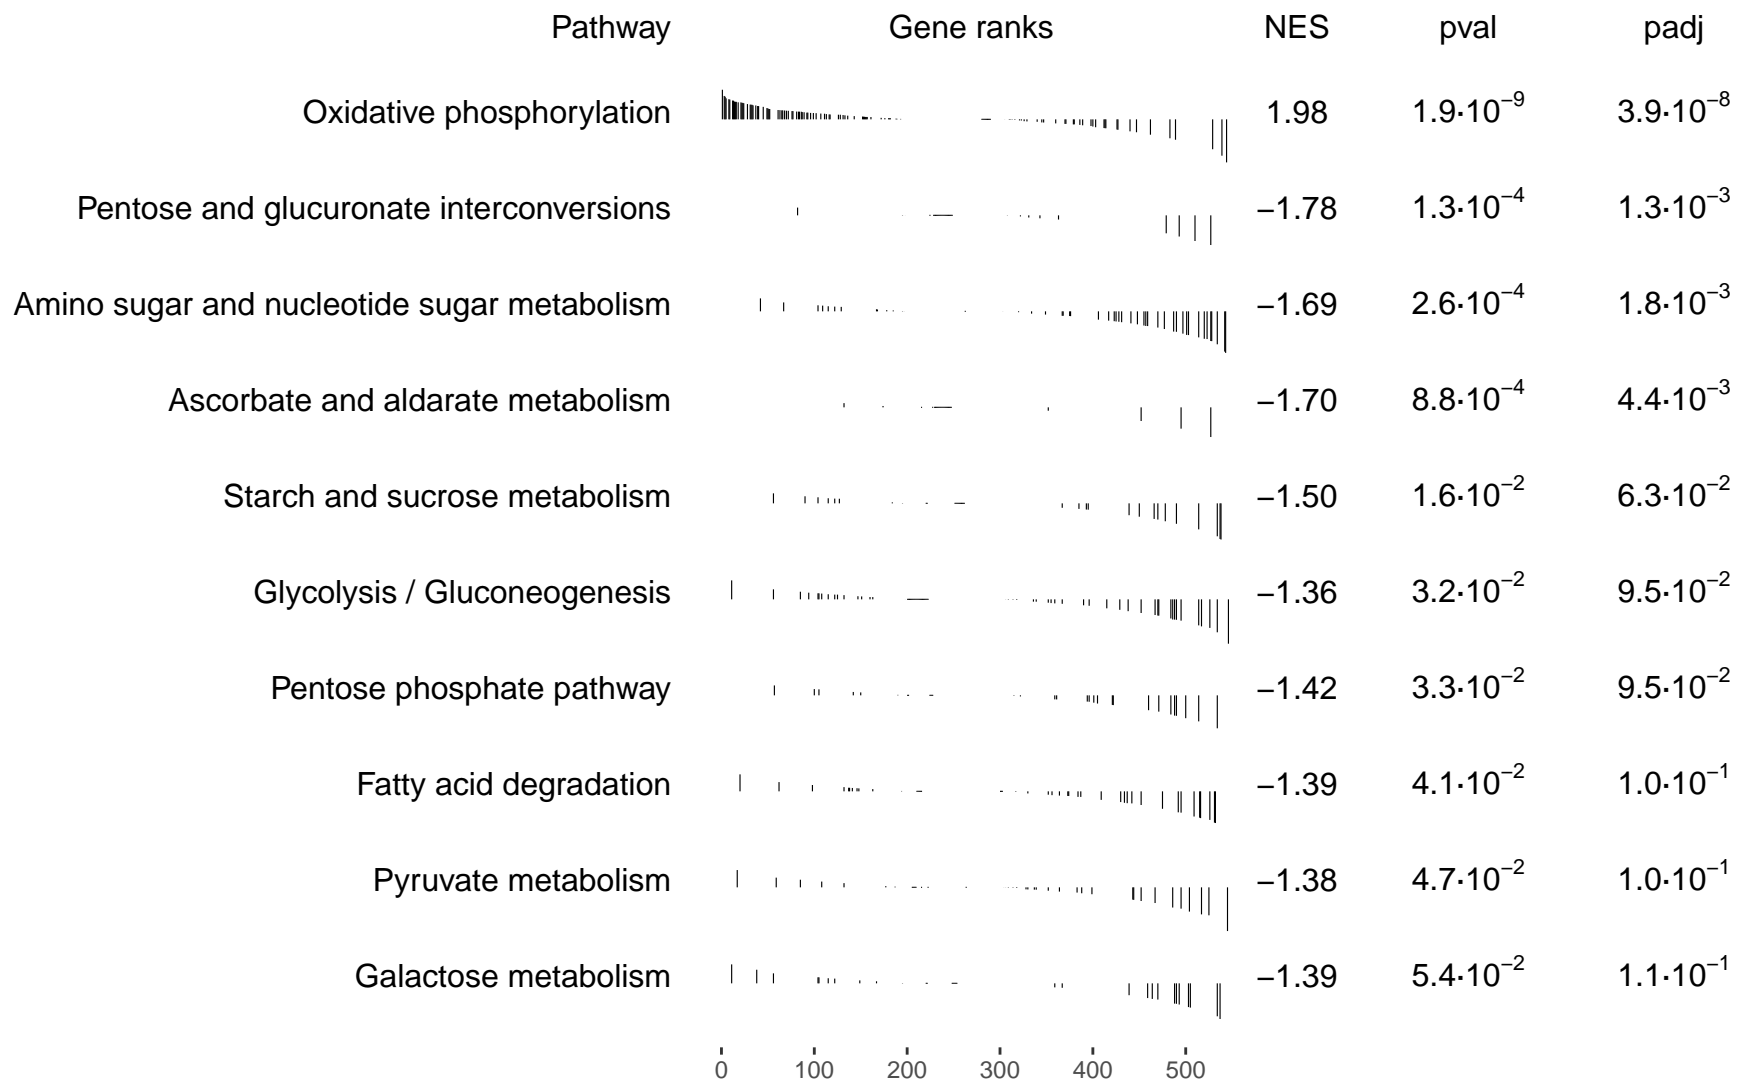 Pathway Gene ranks NES pval padj
Oxidative phosphorylation 1.98 1.9·10⁻⁹ 3.9·10⁻⁸
Pentose and glucuronate interconversions −1.78 1.3·10⁻⁴ 1.3·10⁻³
Amino sugar and nucleotide sugar metabolism −1.69 2.6·10⁻⁴ 1.8·10⁻³
Ascorbate and aldarate metabolism −1.70 8.8·10⁻⁴ 4.4·10⁻³
Starch and sucrose metabolism −1.50 1.6·10⁻² 6.3·10⁻²
Glycolysis / Gluconeogenesis −1.36 3.2·10⁻² 9.5·10⁻²
Pentose phosphate pathway −1.42 3.3·10⁻² 9.5·10⁻²
Fatty acid degradation −1.39 4.1·10⁻² 1.0·10⁻¹
Pyruvate metabolism −1.38 4.7·10⁻² 1.0·10⁻¹
Galactose metabolism −1.39 5.4·10⁻² 1.1·10⁻¹
0 100 200 300 400 500